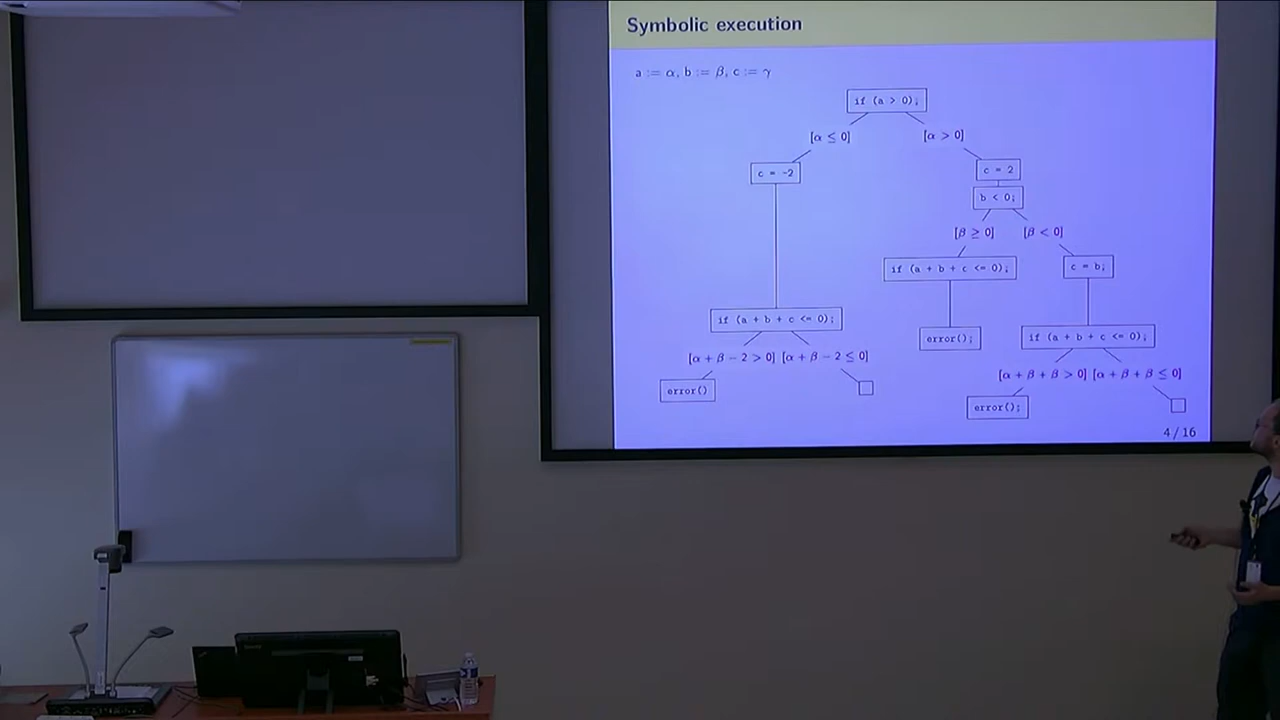 Symbolic execution
a := α, b := β, c := γ
if (a > 0);
[α ≤ 0] [α > 0]
c = -2
c = 2
b < 0;
[β ≥ 0] [β < 0]
if (a + b + c <= 0);
c = b;
if (a + b + c <= 0);
error();
if (a + b + c <= 0);
[α + β − 2 > 0] [α + β − 2 ≤ 0]
[α + β + β > 0] [α + β + β ≤ 0]
error()
error();
4 / 16